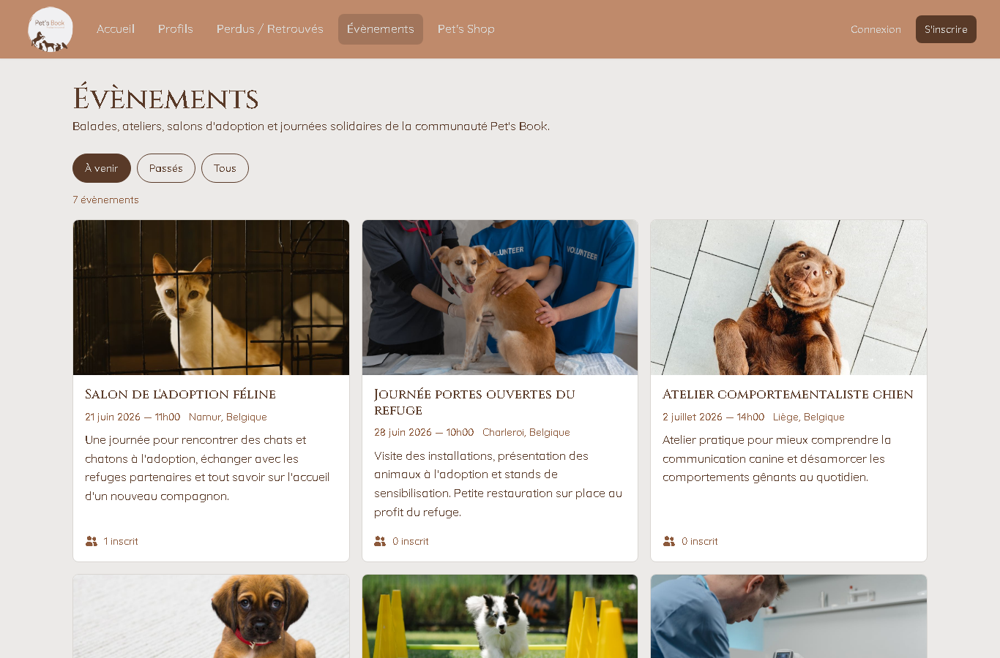 Pet's Book
Accueil
Profils
Perdus / Retrouvés
Évènements
Pet's Shop
Connexion
S'inscrire
Évènements
Balades, ateliers, salons d'adoption et journées solidaires de la communauté Pet's Book.
À venir
Passés
Tous
7 évènements
VOLUNTEER
VOLUNTEER
Salon de l'adoption féline
21 juin 2026 — 11h00 Namur, Belgique
Une journée pour rencontrer des chats et
chatons à l'adoption, échanger avec les
refuges partenaires et tout savoir sur l'accueil
d'un nouveau compagnon.
1 inscrit
Journée portes ouvertes du
refuge
28 juin 2026 — 10h00 Charleroi, Belgique
Visite des installations, présentation des
animaux à l'adoption et stands de
sensibilisation. Petite restauration sur place au
profit du refuge.
0 inscrit
Atelier comportementaliste chien
2 juillet 2026 — 14h00 Liège, Belgique
Atelier pratique pour mieux comprendre la
communication canine et désamorcer les
comportements gênants au quotidien.
0 inscrit